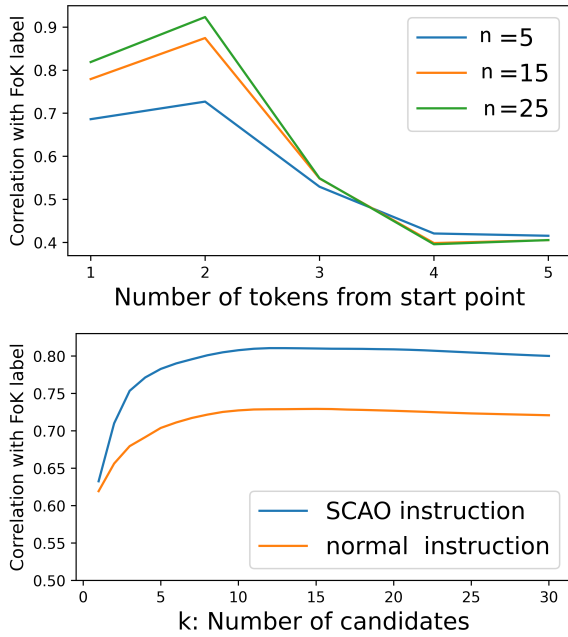 Correlation with FoK label
0.9
0.8
0.7
0.6
0.5
0.4
n =5
n =15
n =25
1 2 3 4 5
Number of tokens from start point
Correlation with FoK label
0.80
0.75
0.70
0.65
0.60
0.55
0.50
SCAO instruction
normal instruction
0 5 10 15 20 25 30
k: Number of candidates